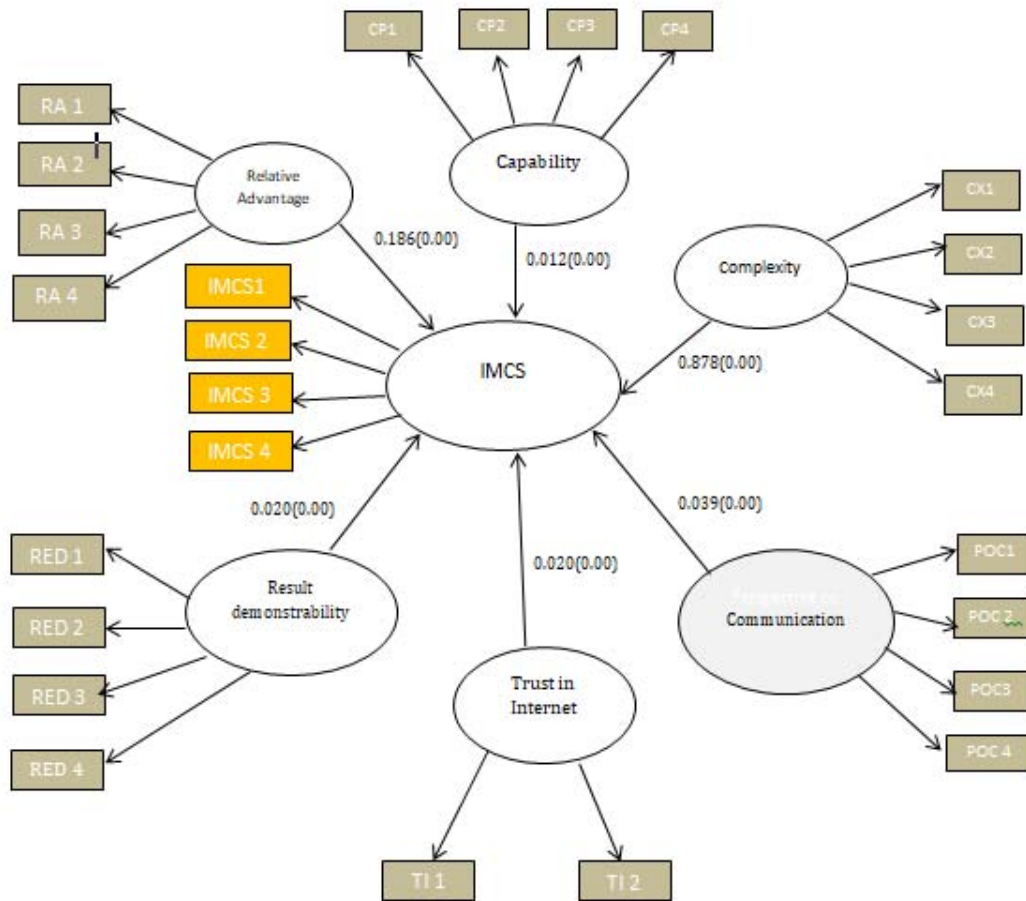 CP1
CP2
CP3
CP4
RA 1
RA 2
RA 3
RA 4
Relative
Advantage
Capability
CX1
CX2
CX3
CX4
Complexity
0.186(0.00)
0.012(0.00)
0.878(0.00)
IMCS1
IMCS 2
IMCS 3
IMCS 4
IMCS
0.020(0.00)
0.020(0.00)
0.039(0.00)
RED 1
RED 2
RED 3
RED 4
Result
demonstrability
Trust in
Internet
Communication
POC1
POC 2
POC3
POC 4
TI 1
TI 2